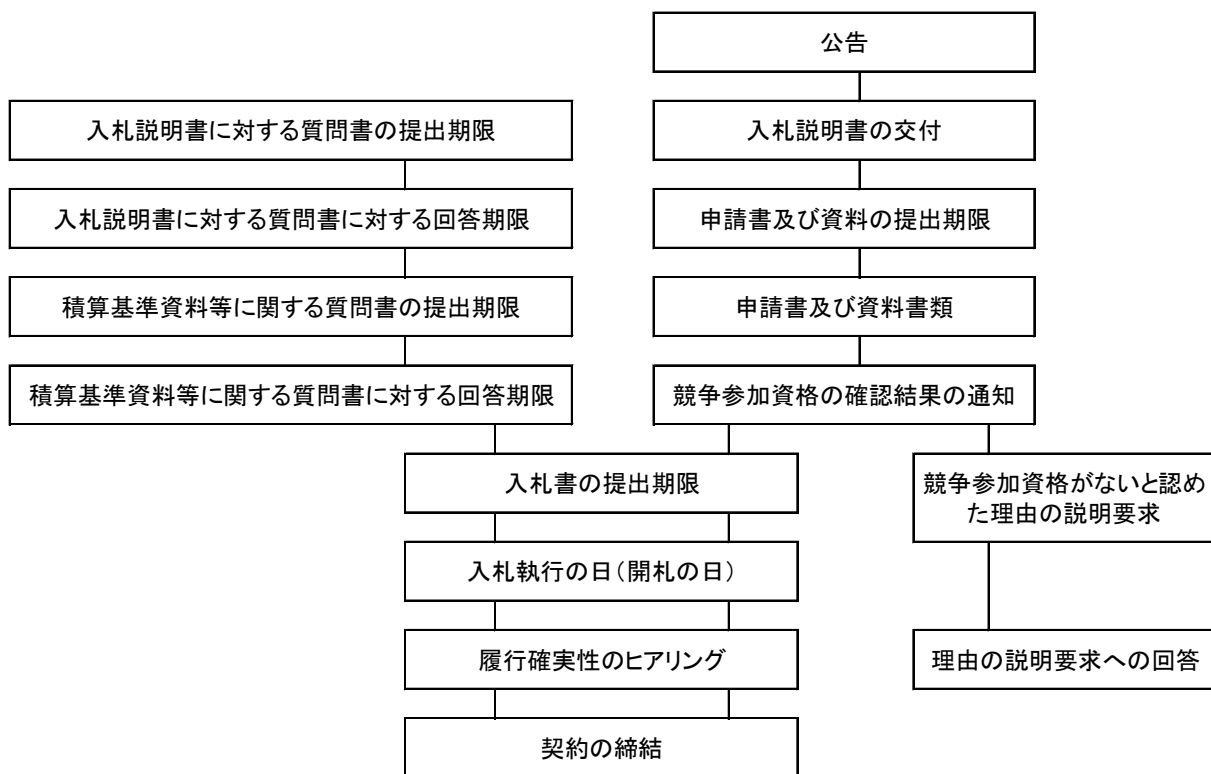 公告
入札説明書に対する質問書の提出期限
入札説明書の交付
入札説明書に対する質問書に対する回答期限
申請書及び資料の提出期限
積算基準資料等に関する質問書の提出期限
申請書及び資料書類
積算基準資料等に関する質問書に対する回答期限
競争参加資格の確認結果の通知
入札書の提出期限
競争参加資格がないと認め
た理由の説明要求
入札執行の日(開札の日)
履行確実性のヒアリング
理由の説明要求への回答
契約の締結